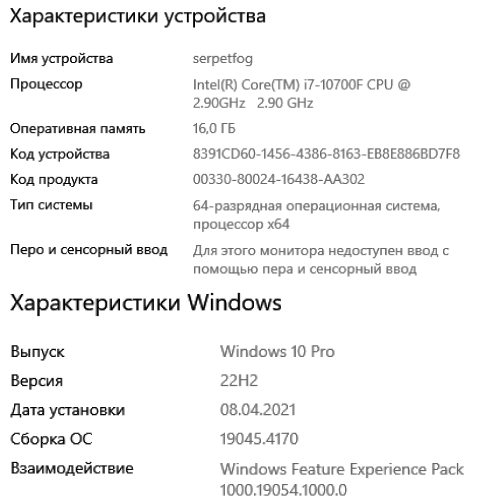 Характеристики устройства
Имя устройства serpetfog
Процессор Intel(R) Core(TM) i7-10700F CPU @
2.90GHz 2.90 GHz
Оперативная память 16,0 ГБ
Код устройства 8391CD60-1456-4386-8163-EB8E886BD7F8
Код продукта 00330-80024-16438-AA302
Тип системы 64-разрядная операционная система,
процессор x64
Перо и сенсорный ввод Для этого монитора недоступен ввод с
помощью пера и сенсорный ввод
Характеристики Windows
Выпуск Windows 10 Pro
Версия 22H2
Дата установки 08.04.2021
Сборка ОС 19045.4170
Взаимодействие Windows Feature Experience Pack
1000.19054.1000.0